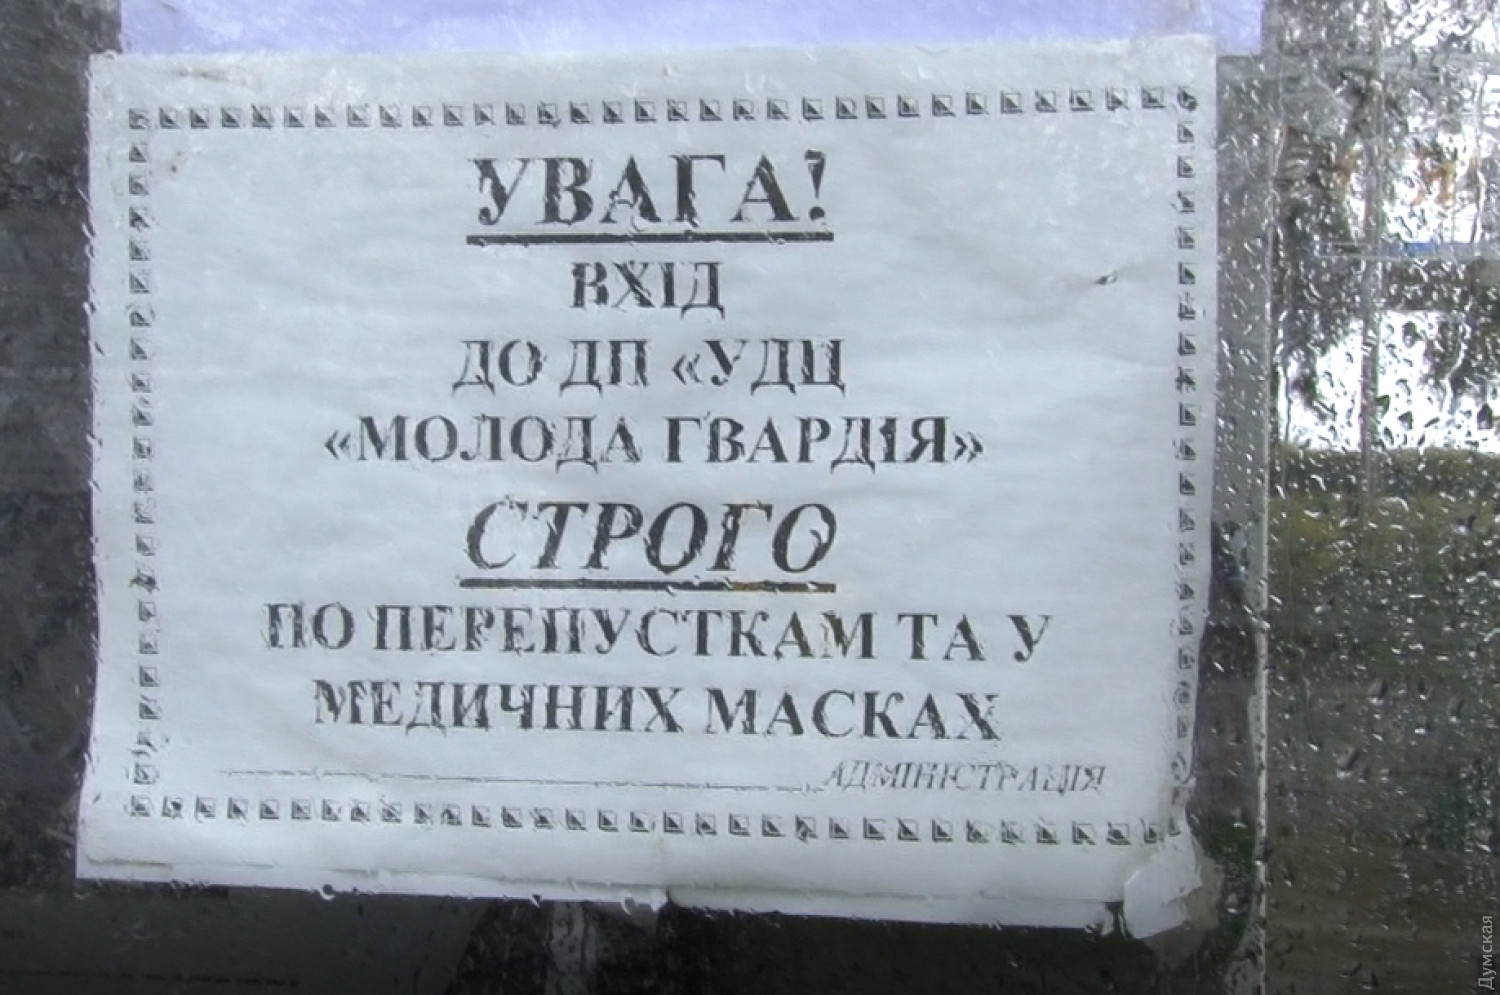 УВАГА!
ВХІД
ДО ДП «УДЦ
«МОЛОДА ГВАРДІЯ»
СТРОГО
ПО ПЕРЕПУСТКАМ ТА У
МЕДИЧНИХ МАСКАХ
АДМІНІСТРАЦІЯ
Думская